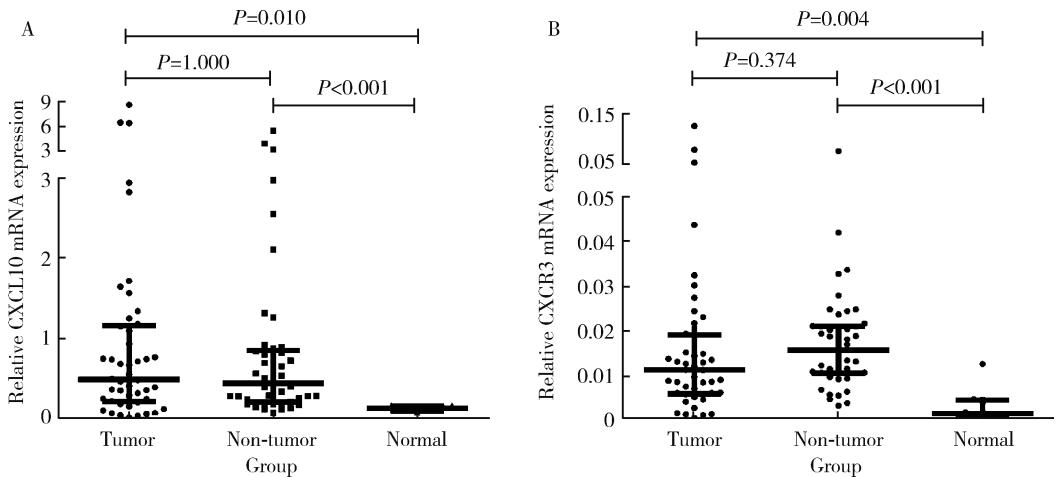 A
P=0.010
P=1.000
P<0.001
Relative CXCL10 mRNA expression
9
6
3
3
2
1
0
Tumor Non-tumor Normal
Group
B
P=0.004
P=0.374
P<0.001
Relative CXCR3 mRNA expression
0.15
0.05
0.05
0.04
0.03
0.02
0.01
0
Tumor Non-tumor Normal
Group